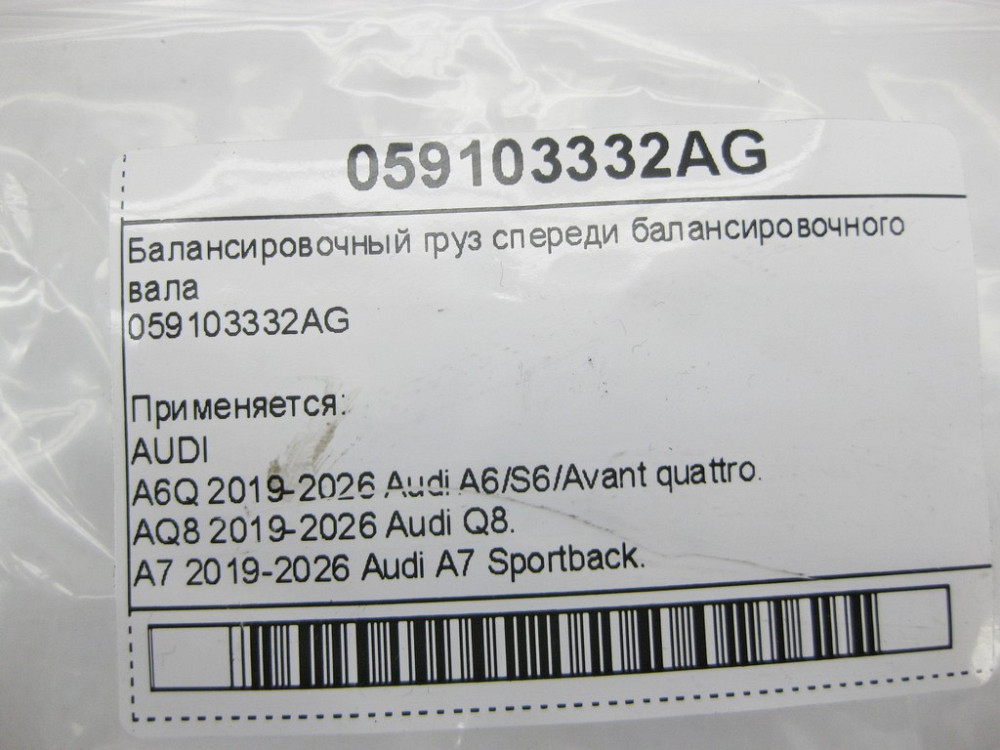 059103332AG
Балансировочный груз спереди балансировочного
вала
059103332AG
Применяется:
AUDI
A6Q 2019-2026 Audi A6/S6/Avant quattro.
AQ8 2019-2026 Audi Q8.
A7 2019-2026 Audi A7 Sportback.